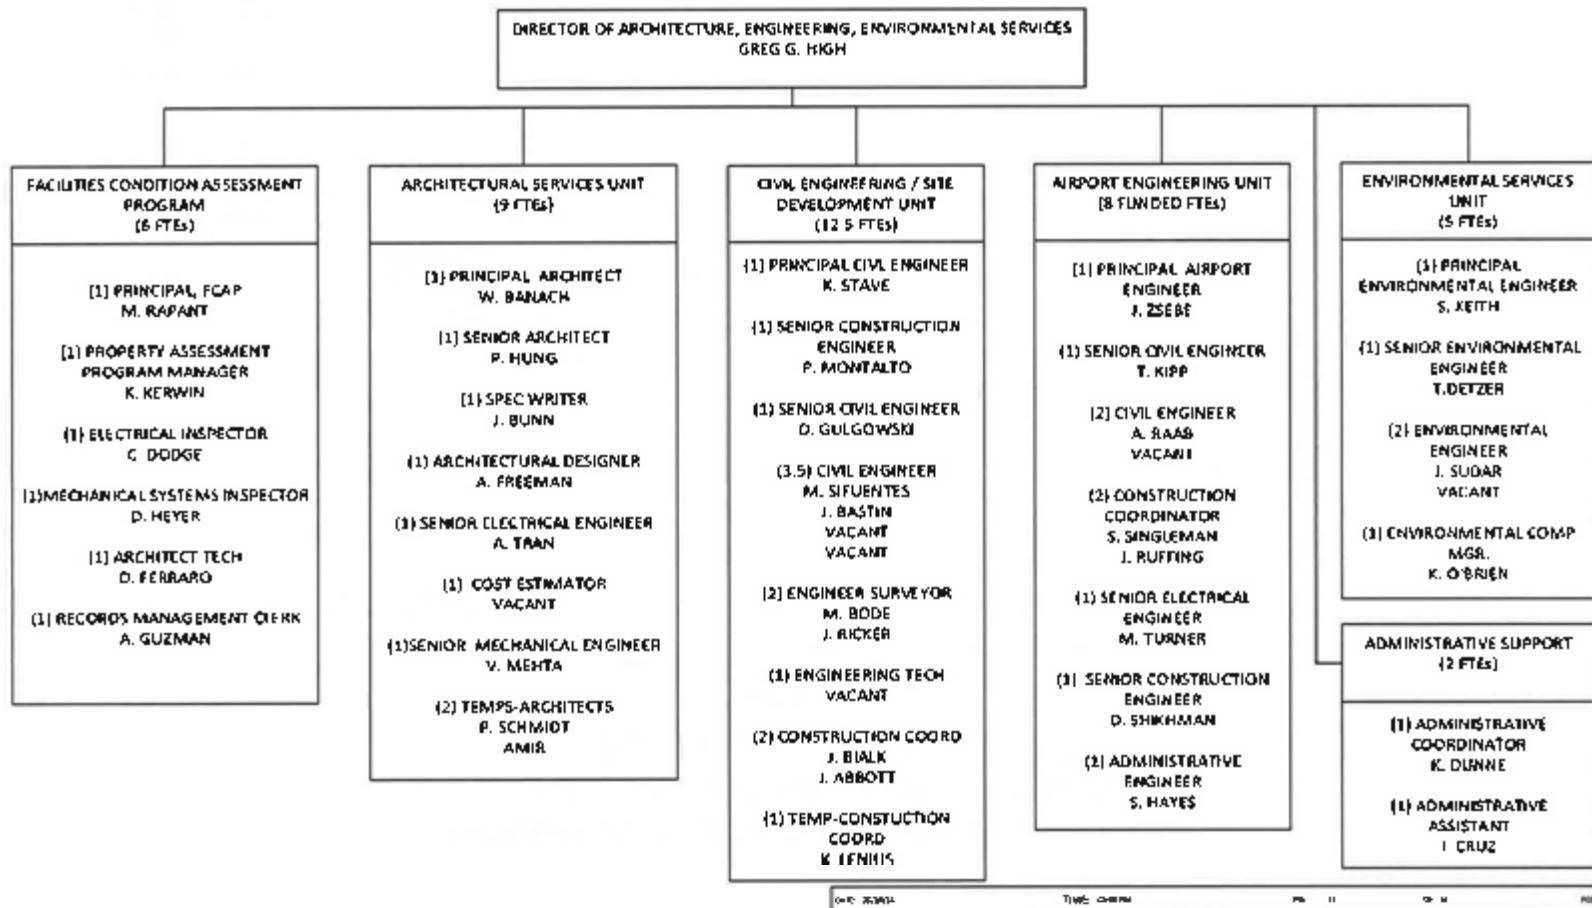 DIRECTOR OF ARCHITECTURE, ENGINEERING, ENVIRONMENTAL SERVICES
GREG G. HIGH
FACILITIES CONDITION ASSESSMENT
PROGRAM
(6 FTEs)
[1) PRINCIPAL, FCAP
M. RAPANT
[1) PROPERTY ASSESSMENT
PROGRAM MANAGER
K. KERWIN
(1) ELECTRICAL INSPECTOR
C. DODGE
(1)MECHANICAL SYSTEMS INSPECTOR
D. HEYER
[1) ARCHITECT TECH
D. FERRARO
(1) RECORDS MANAGEMENT CLERK
A. GUZMAN
ARCHITECTURAL SERVICES UNIT
(9 FTEs)
(1) PRINCIPAL ARCHITECT
W. BANACH
(1) SENIOR ARCHITECT
P. HUNG
(1) SPEC WRITER
J. BUNN
(1) ARCHITECTURAL DESIGNER
A. FREEMAN
(1) SENIOR ELECTRICAL ENGINEER
A. TRAN
(1) COST ESTIMATOR
VACANT
(1)SENIOR MECHANICAL ENGINEER
V. MEHTA
(2) TEMPS-ARCHITECTS
P. SCHMIDT
AMIR
CIVIL ENGINEERING / SITE
DEVELOPMENT UNIT
(12.5 FTEs)
(1) PRINCIPAL CIVL ENGINEER
K. STAVE
(1) SENIOR CONSTRUCTION
ENGINEER
P. MONTALTO
(1) SENIOR CIVIL ENGINEER
D. GULGOWSKI
(3.5) CIVIL ENGINEER
M. SIFUENTES
J. BASTIN
VACANT
VACANT
(2) ENGINEER SURVEYOR
M. BODE
J. RICKER
(1) ENGINEERING TECH
VACANT
(2) CONSTRUCTION COORD
J. BIALK
J. ABBOTT
(1) TEMP-CONSTUCTION
COORD
K. LENIUS
AIRPORT ENGINEERING UNIT
(8 FUNDED FTEs)
(1) PRINCIPAL AIRPORT
ENGINEER
J. ZSEBE
(1) SENIOR CIVIL ENGINEER
T. KIPP
(2) CIVIL ENGINEER
A. RAAB
VACANT
(2) CONSTRUCTION
COORDINATOR
S. SINGLEMAN
J. RUFFING
(1) SENIOR ELECTRICAL
ENGINEER
M. TURNER
(1) SENIOR CONSTRUCTION
ENGINEER
D. SHIKHMAN
(1) ADMINISTRATIVE
ENGINEER
S. HAYES
ENVIRONMENTAL SERVICES
UNIT
(5 FTEs)
(1) PRINCIPAL
ENVIRONMENTAL ENGINEER
S. KEITH
(1) SENIOR ENVIRONMENTAL
ENGINEER
T.DETZER
(2) ENVIRONMENTAL
ENGINEER
J. SUDAR
VACANT
(1) ENVIRONMENTAL COMP
MGR.
K. O'BRIEN
ADMINISTRATIVE SUPPORT
(2 FTEs)
(1) ADMINISTRATIVE
COORDINATOR
K. DUNNE
(1) ADMINISTRATIVE
ASSISTANT
I. CRUZ